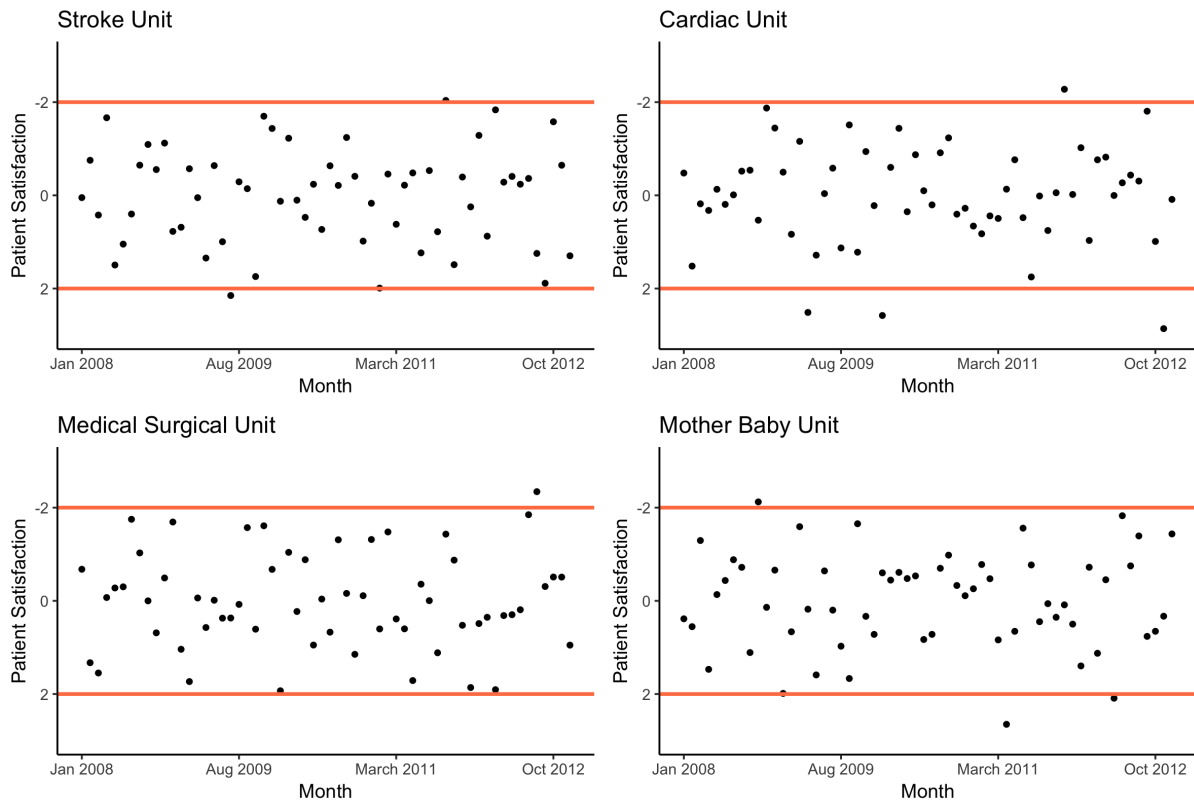 Stroke Unit
Patient Satisfaction
-2
0
2
Jan 2008 Aug 2009 March 2011 Oct 2012
Month
Cardiac Unit
Patient Satisfaction
-2
0
2
Jan 2008 Aug 2009 March 2011 Oct 2012
Month
Medical Surgical Unit
Patient Satisfaction
-2
0
2
Jan 2008 Aug 2009 March 2011 Oct 2012
Month
Mother Baby Unit
Patient Satisfaction
-2
0
2
Jan 2008 Aug 2009 March 2011 Oct 2012
Month